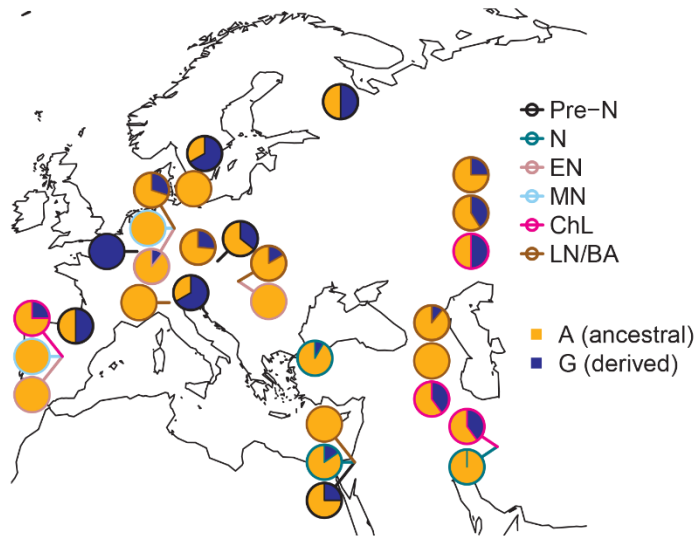 Pre−N
N
EN
MN
ChL
LN/BA
A (ancestral)
G (derived)